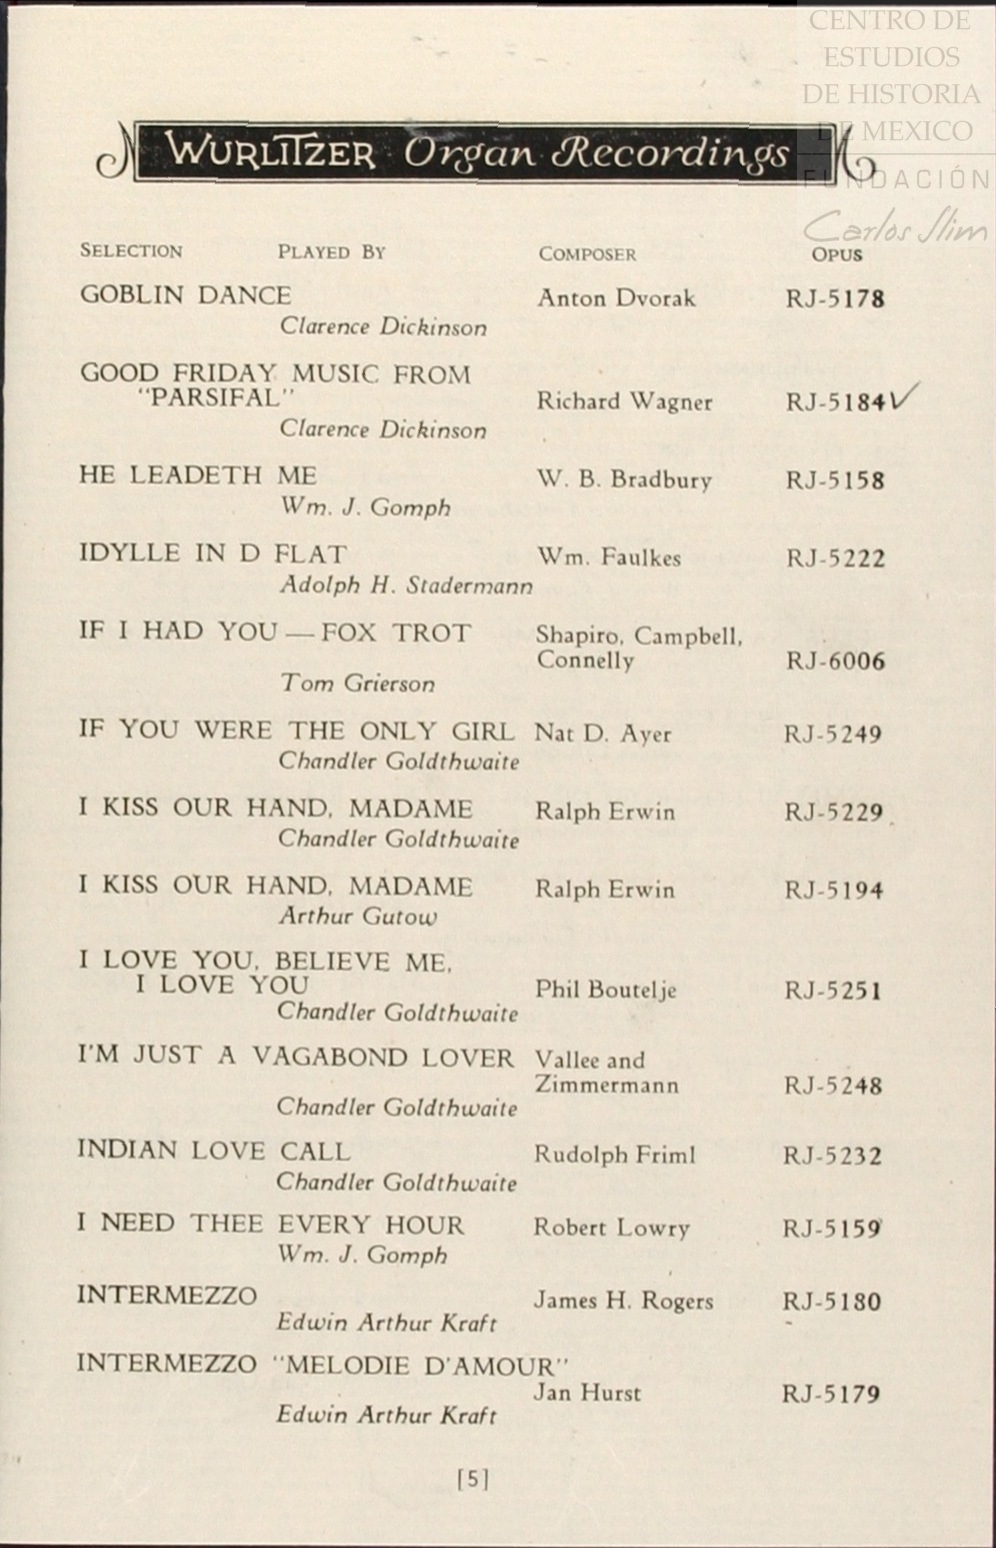 CENTRO DE
ESTUDIOS
DE HISTORIA
DE MEXICO
FUNDACIÓN
Carlos Slim
WURLITZER Organ Recordings
SELECTION PLAYED BY COMPOSER OPUS
GOBLIN DANCE Anton Dvorak RJ-5178
Clarence Dickinson
GOOD FRIDAY MUSIC FROM
"PARSIFAL" Richard Wagner RJ-5184✓
Clarence Dickinson
HE LEADETH ME W. B. Bradbury RJ-5158
Wm. J. Gomph
IDYLLE IN D FLAT Wm. Faulkes RJ-5222
Adolph H. Stadermann
IF I HAD YOU — FOX TROT Shapiro, Campbell,
Connelly RJ-6006
Tom Grierson
IF YOU WERE THE ONLY GIRL Nat D. Ayer RJ-5249
Chandler Goldthwaite
I KISS OUR HAND, MADAME Ralph Erwin RJ-5229
Chandler Goldthwaite
I KISS OUR HAND, MADAME Ralph Erwin RJ-5194
Arthur Gutow
I LOVE YOU, BELIEVE ME,
I LOVE YOU Phil Boutelje RJ-5251
Chandler Goldthwaite
I'M JUST A VAGABOND LOVER Vallee and
Zimmermann RJ-5248
Chandler Goldthwaite
INDIAN LOVE CALL Rudolph Friml RJ-5232
Chandler Goldthwaite
I NEED THEE EVERY HOUR Robert Lowry RJ-5159
Wm. J. Gomph
INTERMEZZO James H. Rogers RJ-5180
Edwin Arthur Kraft
INTERMEZZO "MELODIE D'AMOUR"
Jan Hurst RJ-5179
Edwin Arthur Kraft
[5]